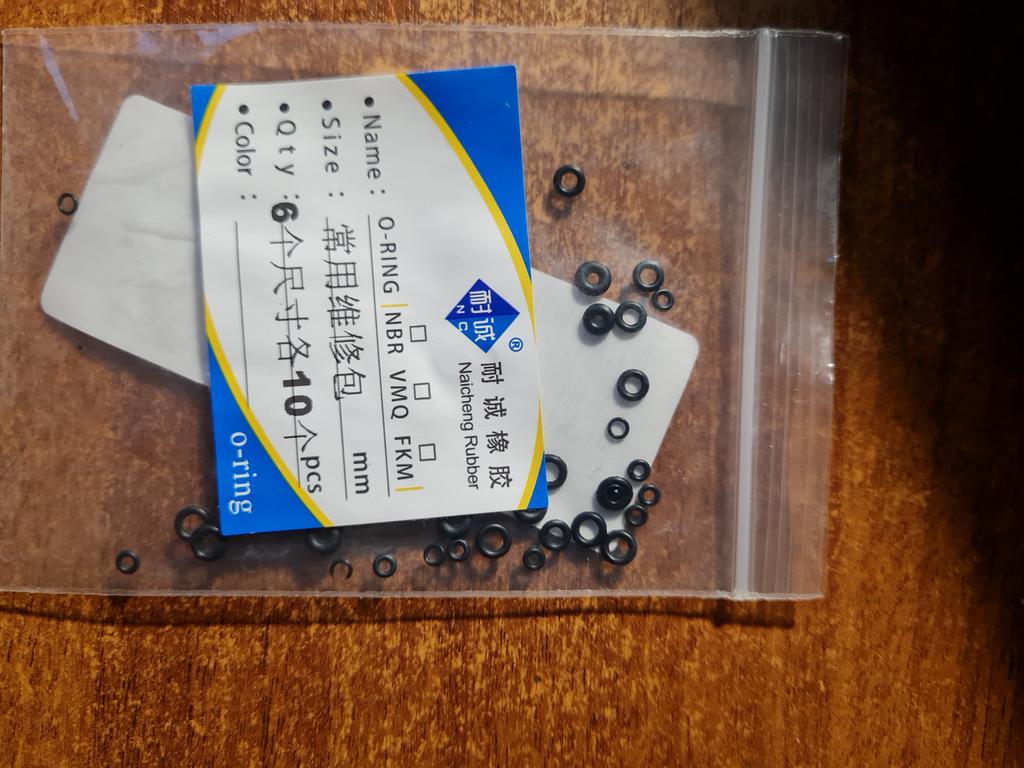 耐诚
N C ®
耐诚橡胶
Naicheng Rubber
□ □ □
● Name: O-RING | NBR VMQ FKM |
● Size: 常用维修包 mm
● Qty: 6个尺寸各10个pcs
● Color:
O-ring